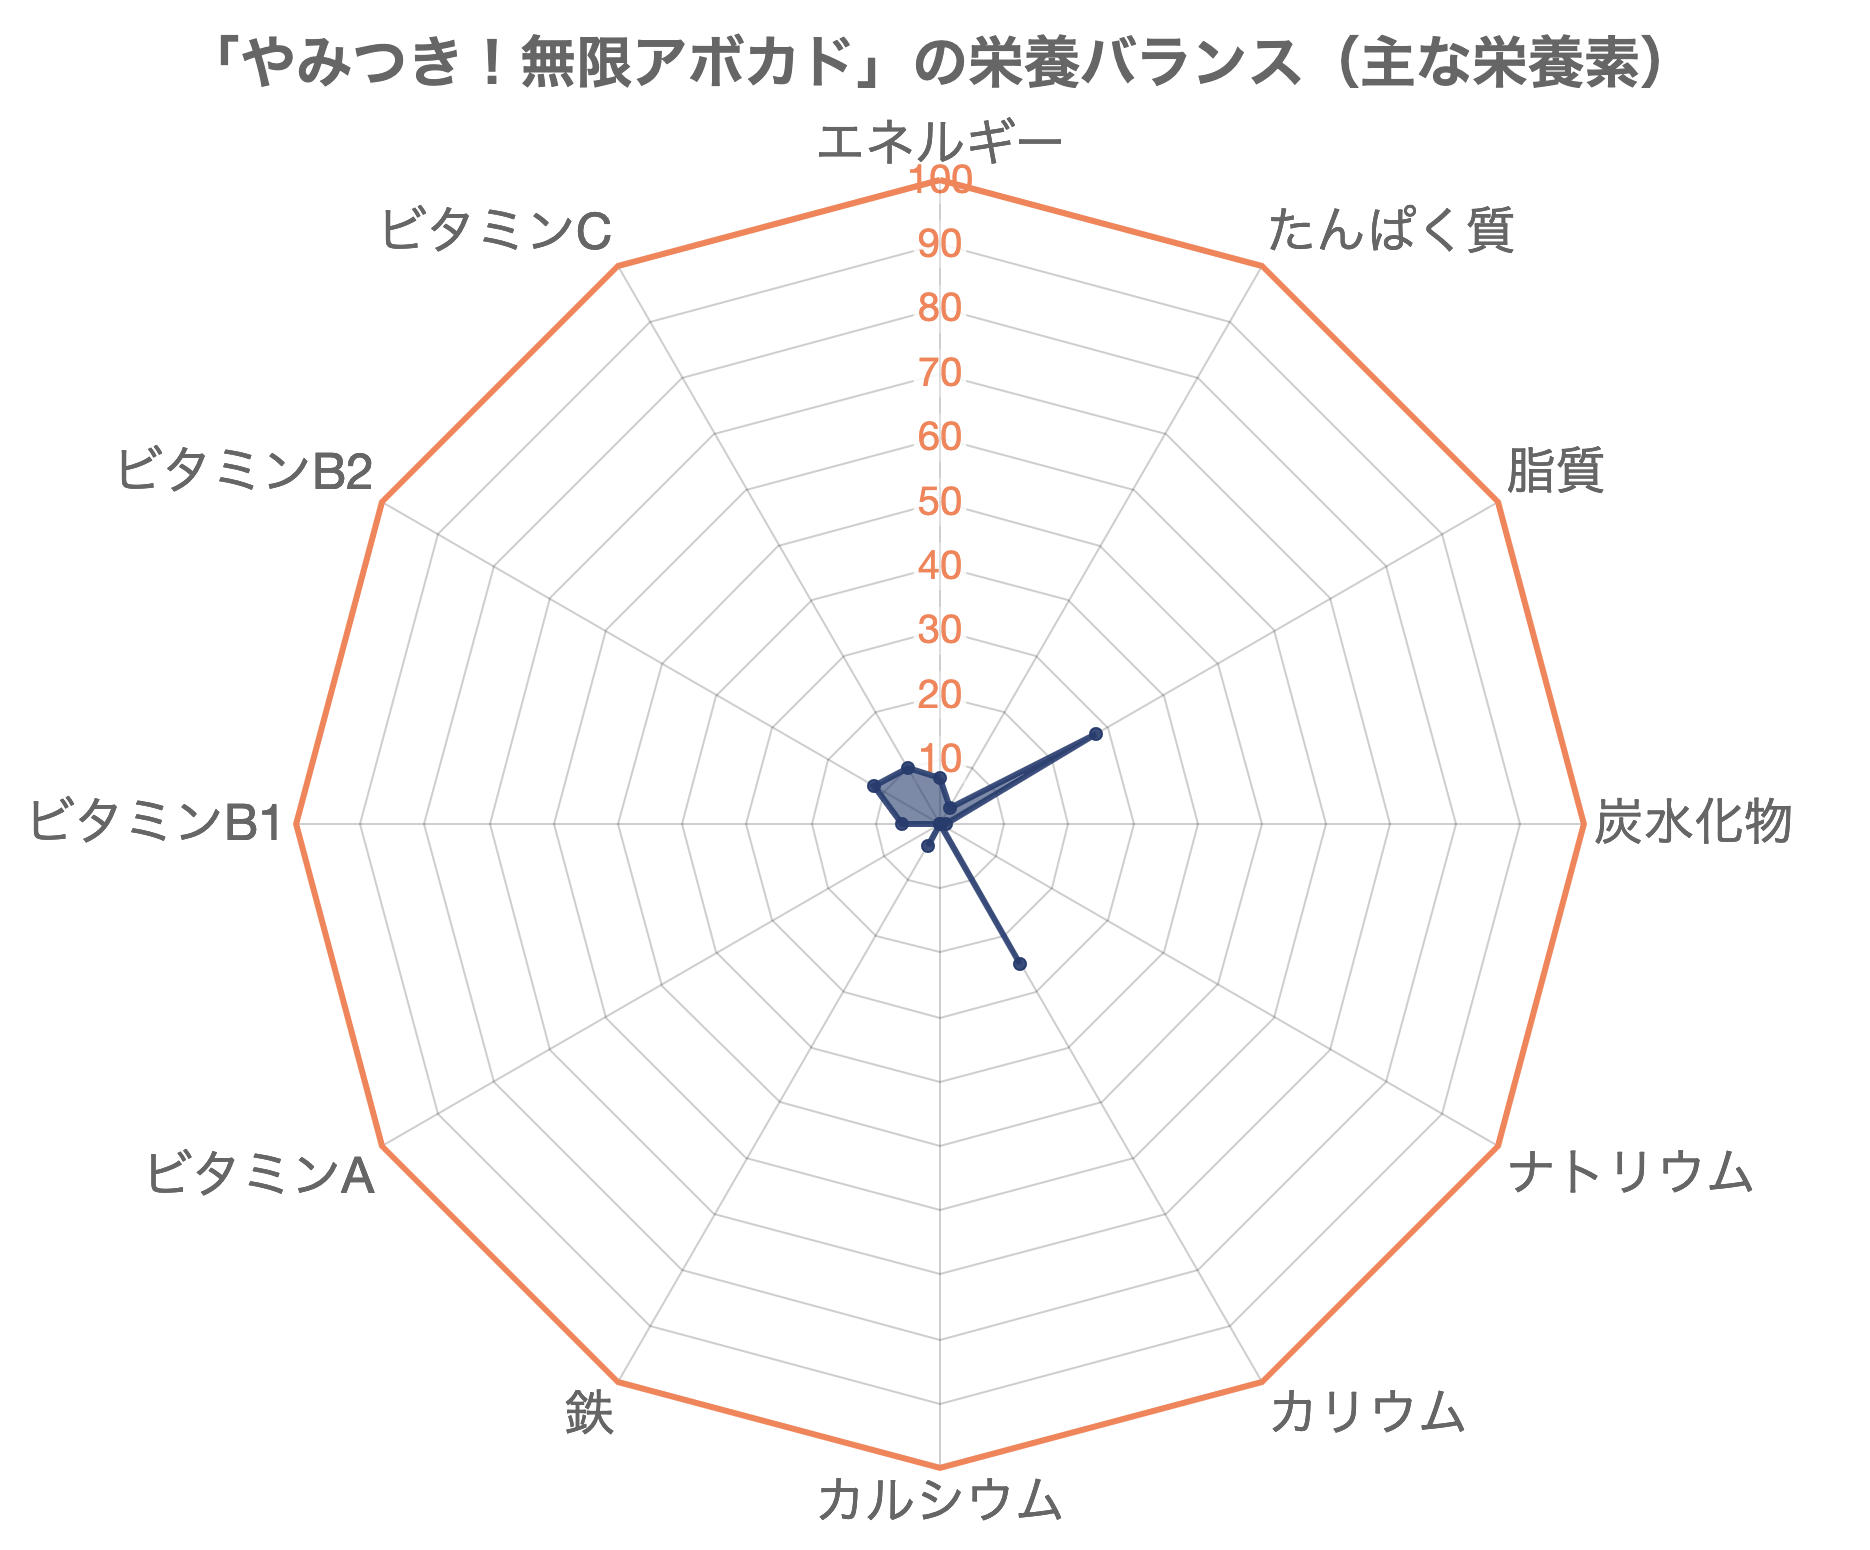 「やみつき！無限アボカド」の栄養バランス（主な栄養素）
エネルギー
100
ビタミンC
たんぱく質
90
80
70
60
ビタミンB2
脂質
50
40
30
20
10
ビタミンB1
炭水化物
ビタミンA
ナトリウム
鉄
カリウム
カルシウム